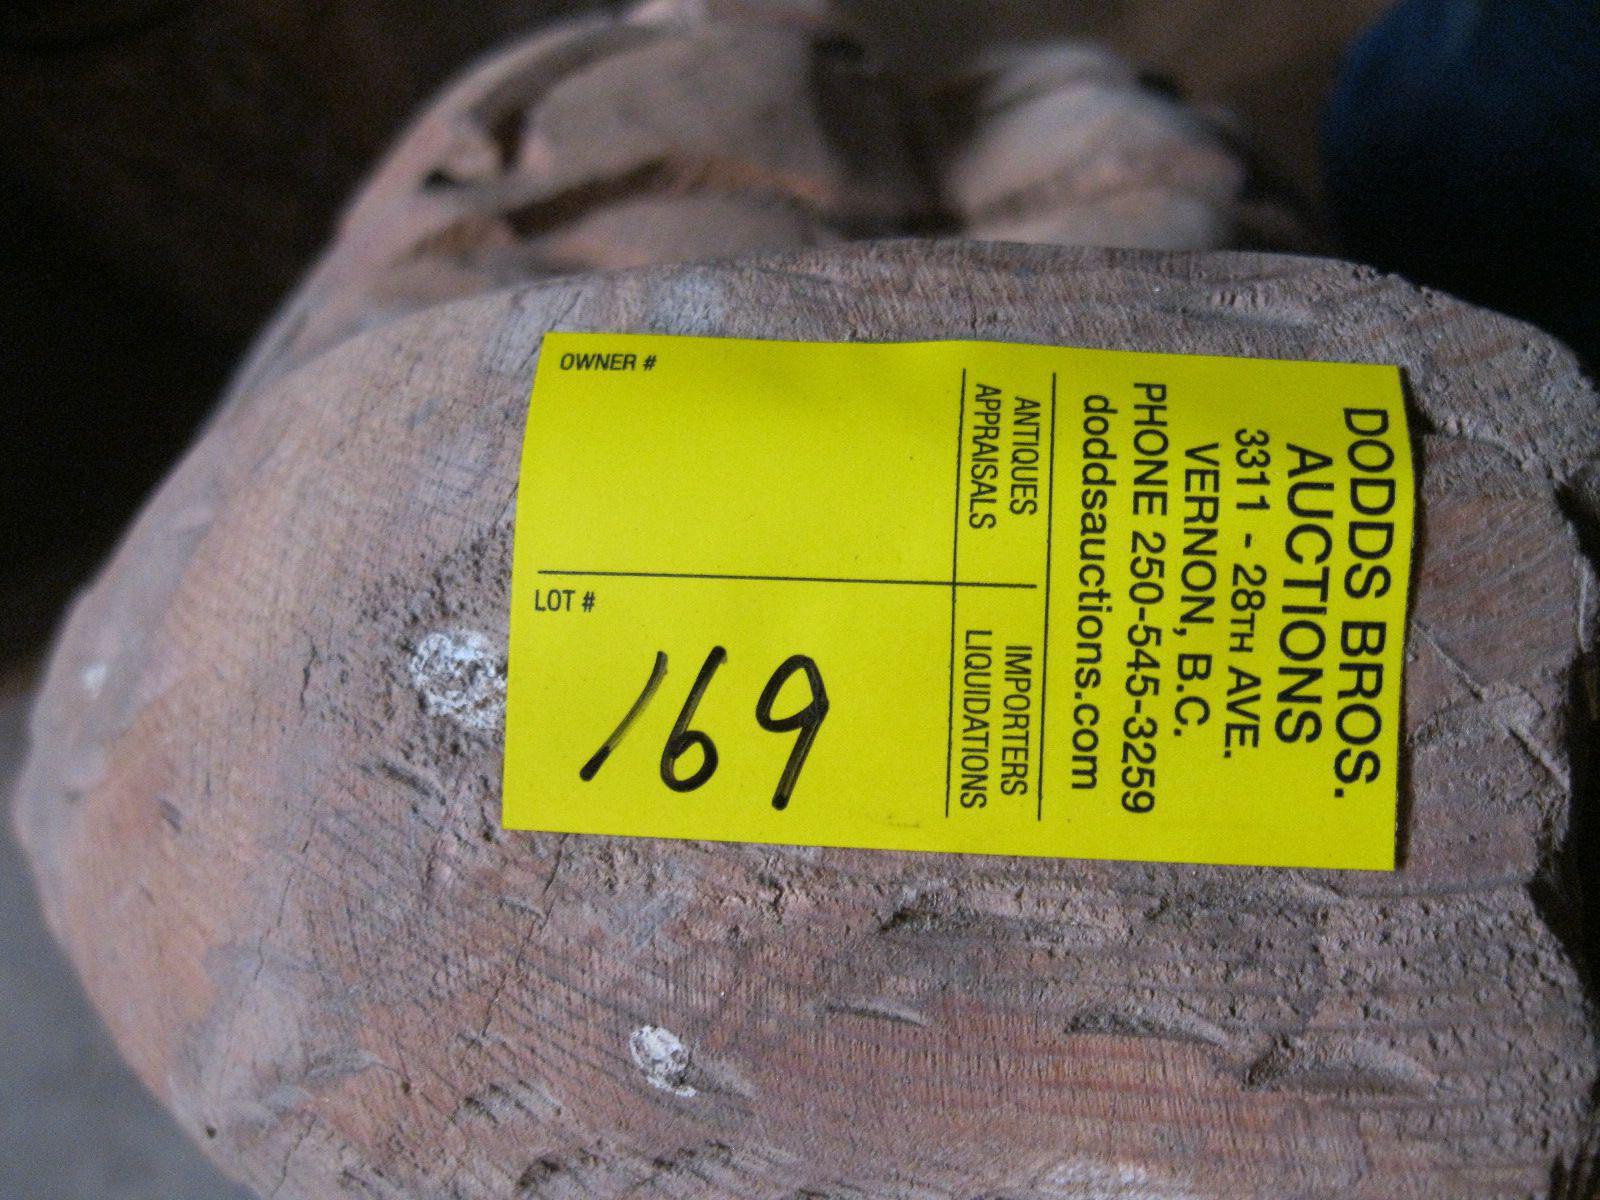 DODDS BROS.
AUCTIONS
3311 - 28TH AVE.
VERNON, B.C.
PHONE 250-545-3259
doddsauctions.com
ANTIQUES IMPORTERS
APPRAISALS LIQUIDATIONS
OWNER #
LOT #
169